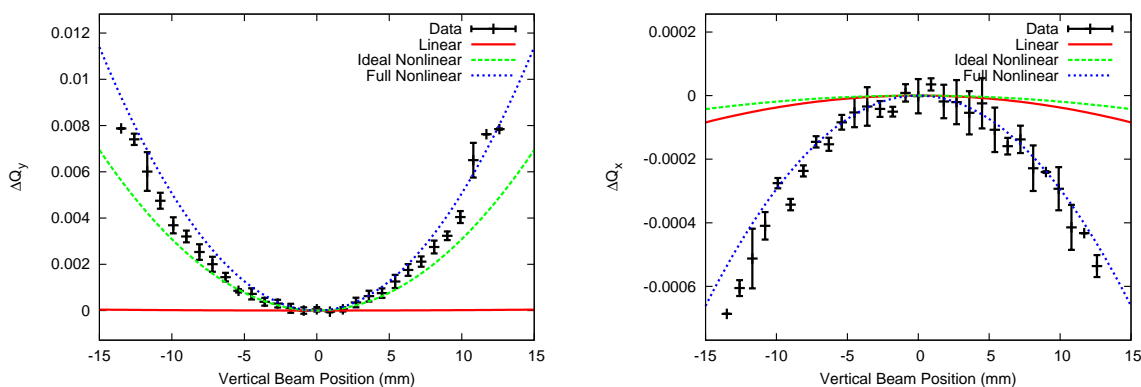 0.012
0.01
0.008
0.006
0.004
0.002
0
ΔQy
-15 -10 -5 0 5 10 15
Vertical Beam Position (mm)
Data
Linear
Ideal Nonlinear
Full Nonlinear
0.0002
0
-0.0002
-0.0004
-0.0006
ΔQx
-15 -10 -5 0 5 10 15
Vertical Beam Position (mm)
Data
Linear
Ideal Nonlinear
Full Nonlinear